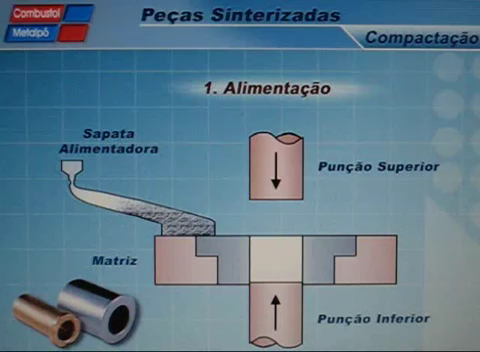 Combustol
Metalpó
Peças Sinterizadas
Compactação
1. Alimentação
Sapata
Alimentadora
Punção Superior
Matriz
Punção Inferior